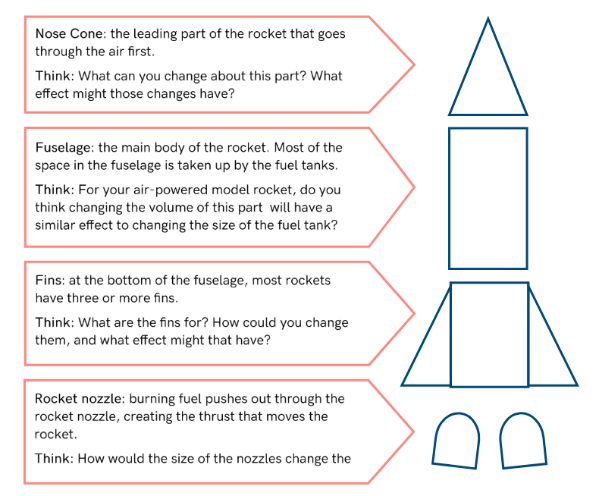 Nose Cone: the leading part of the rocket that goes
through the air first.
Think: What can you change about this part? What
effect might those changes have?
Fuselage: the main body of the rocket. Most of the
space in the fuselage is taken up by the fuel tanks.
Think: For your air-powered model rocket, do you
think changing the volume of this part will have a
similar effect to changing the size of the fuel tank?
Fins: at the bottom of the fuselage, most rockets
have three or more fins.
Think: What are the fins for? How could you change
them, and what effect might that have?
Rocket nozzle: burning fuel pushes out through the
rocket nozzle, creating the thrust that moves the
rocket.
Think: How would the size of the nozzles change the